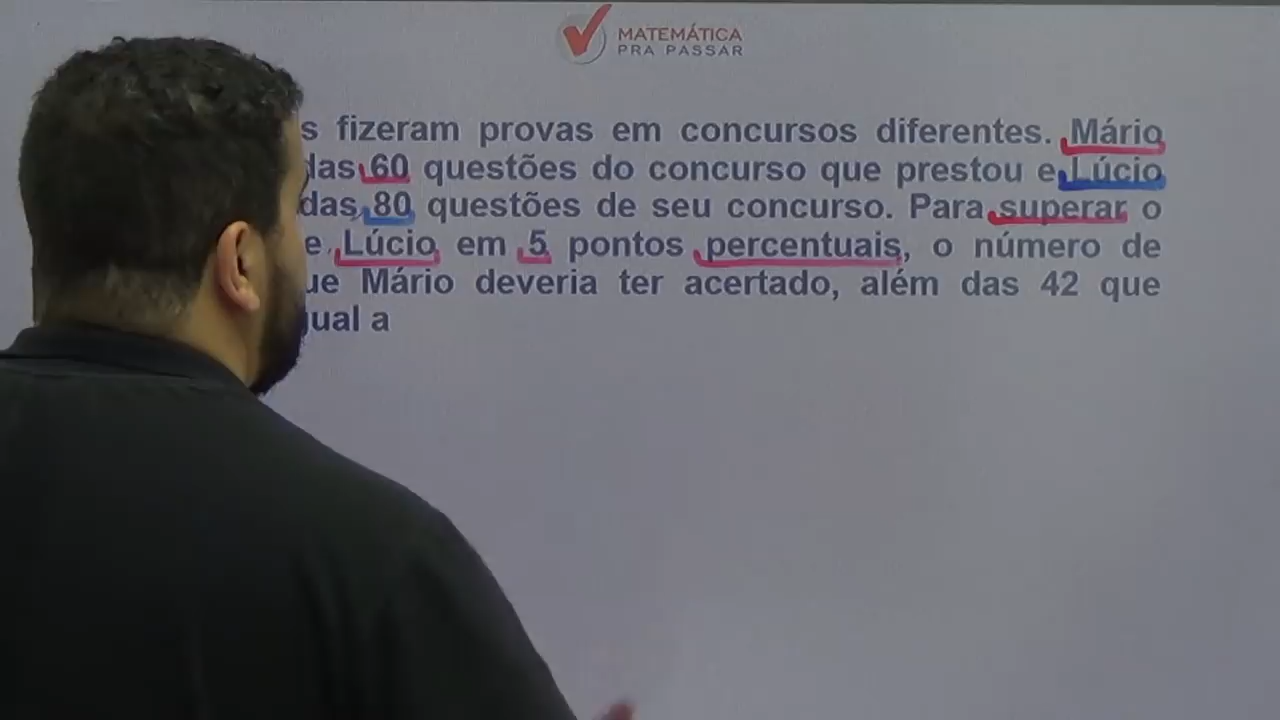 MATEMÁTICA
PRA PASSAR
s fizeram provas em concursos diferentes. Mário
das 60 questões do concurso que prestou e Lúcio
das 80 questões de seu concurso. Para superar o
e Lúcio em 5 pontos percentuais, o número de
ue Mário deveria ter acertado, além das 42 que
gual a